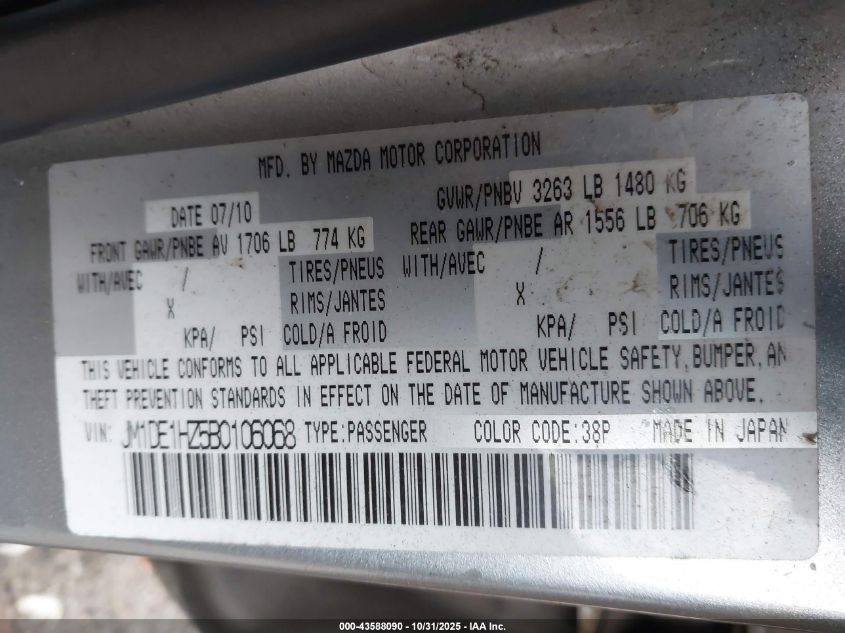 MFD. BY MAZDA MOTOR CORPORATION
DATE 07/10
GVWR/PNBV 3263 LB 1480 KG
FRONT GAWR/PNBE AV 1706 LB 774 KG
REAR GAWR/PNBE AR 1556 LB 706 KG
WITH/AVEC / TIRES/PNEUS WITH/AVEC / TIRES/PNEUS
X RIMS/JANTES X RIMS/JANTES
KPA/ PSI COLD/A FROID KPA/ PSI COLD/A FROID
THIS VEHICLE CONFORMS TO ALL APPLICABLE FEDERAL MOTOR VEHICLE SAFETY, BUMPER, AN
THEFT PREVENTION STANDARDS IN EFFECT ON THE DATE OF MANUFACTURE SHOWN ABOVE.
VIN: JM1DE1HZ5B0106068 TYPE:PASSENGER COLOR CODE:38P MADE IN JAPAN
000-43588090 - 10/31/2025 - IAA Inc.